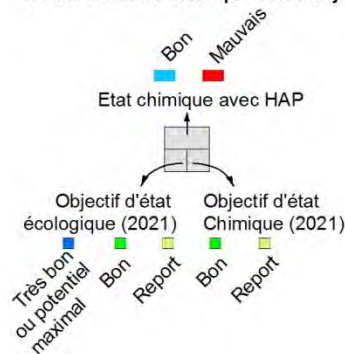 Bon
Mauvais
Etat chimique avec HAP
Objectif d'état
écologique (2021)
Objectif d'état
Chimique (2021)
Très bon
ou potentiel
maximal
Bon
Report
Bon
Report